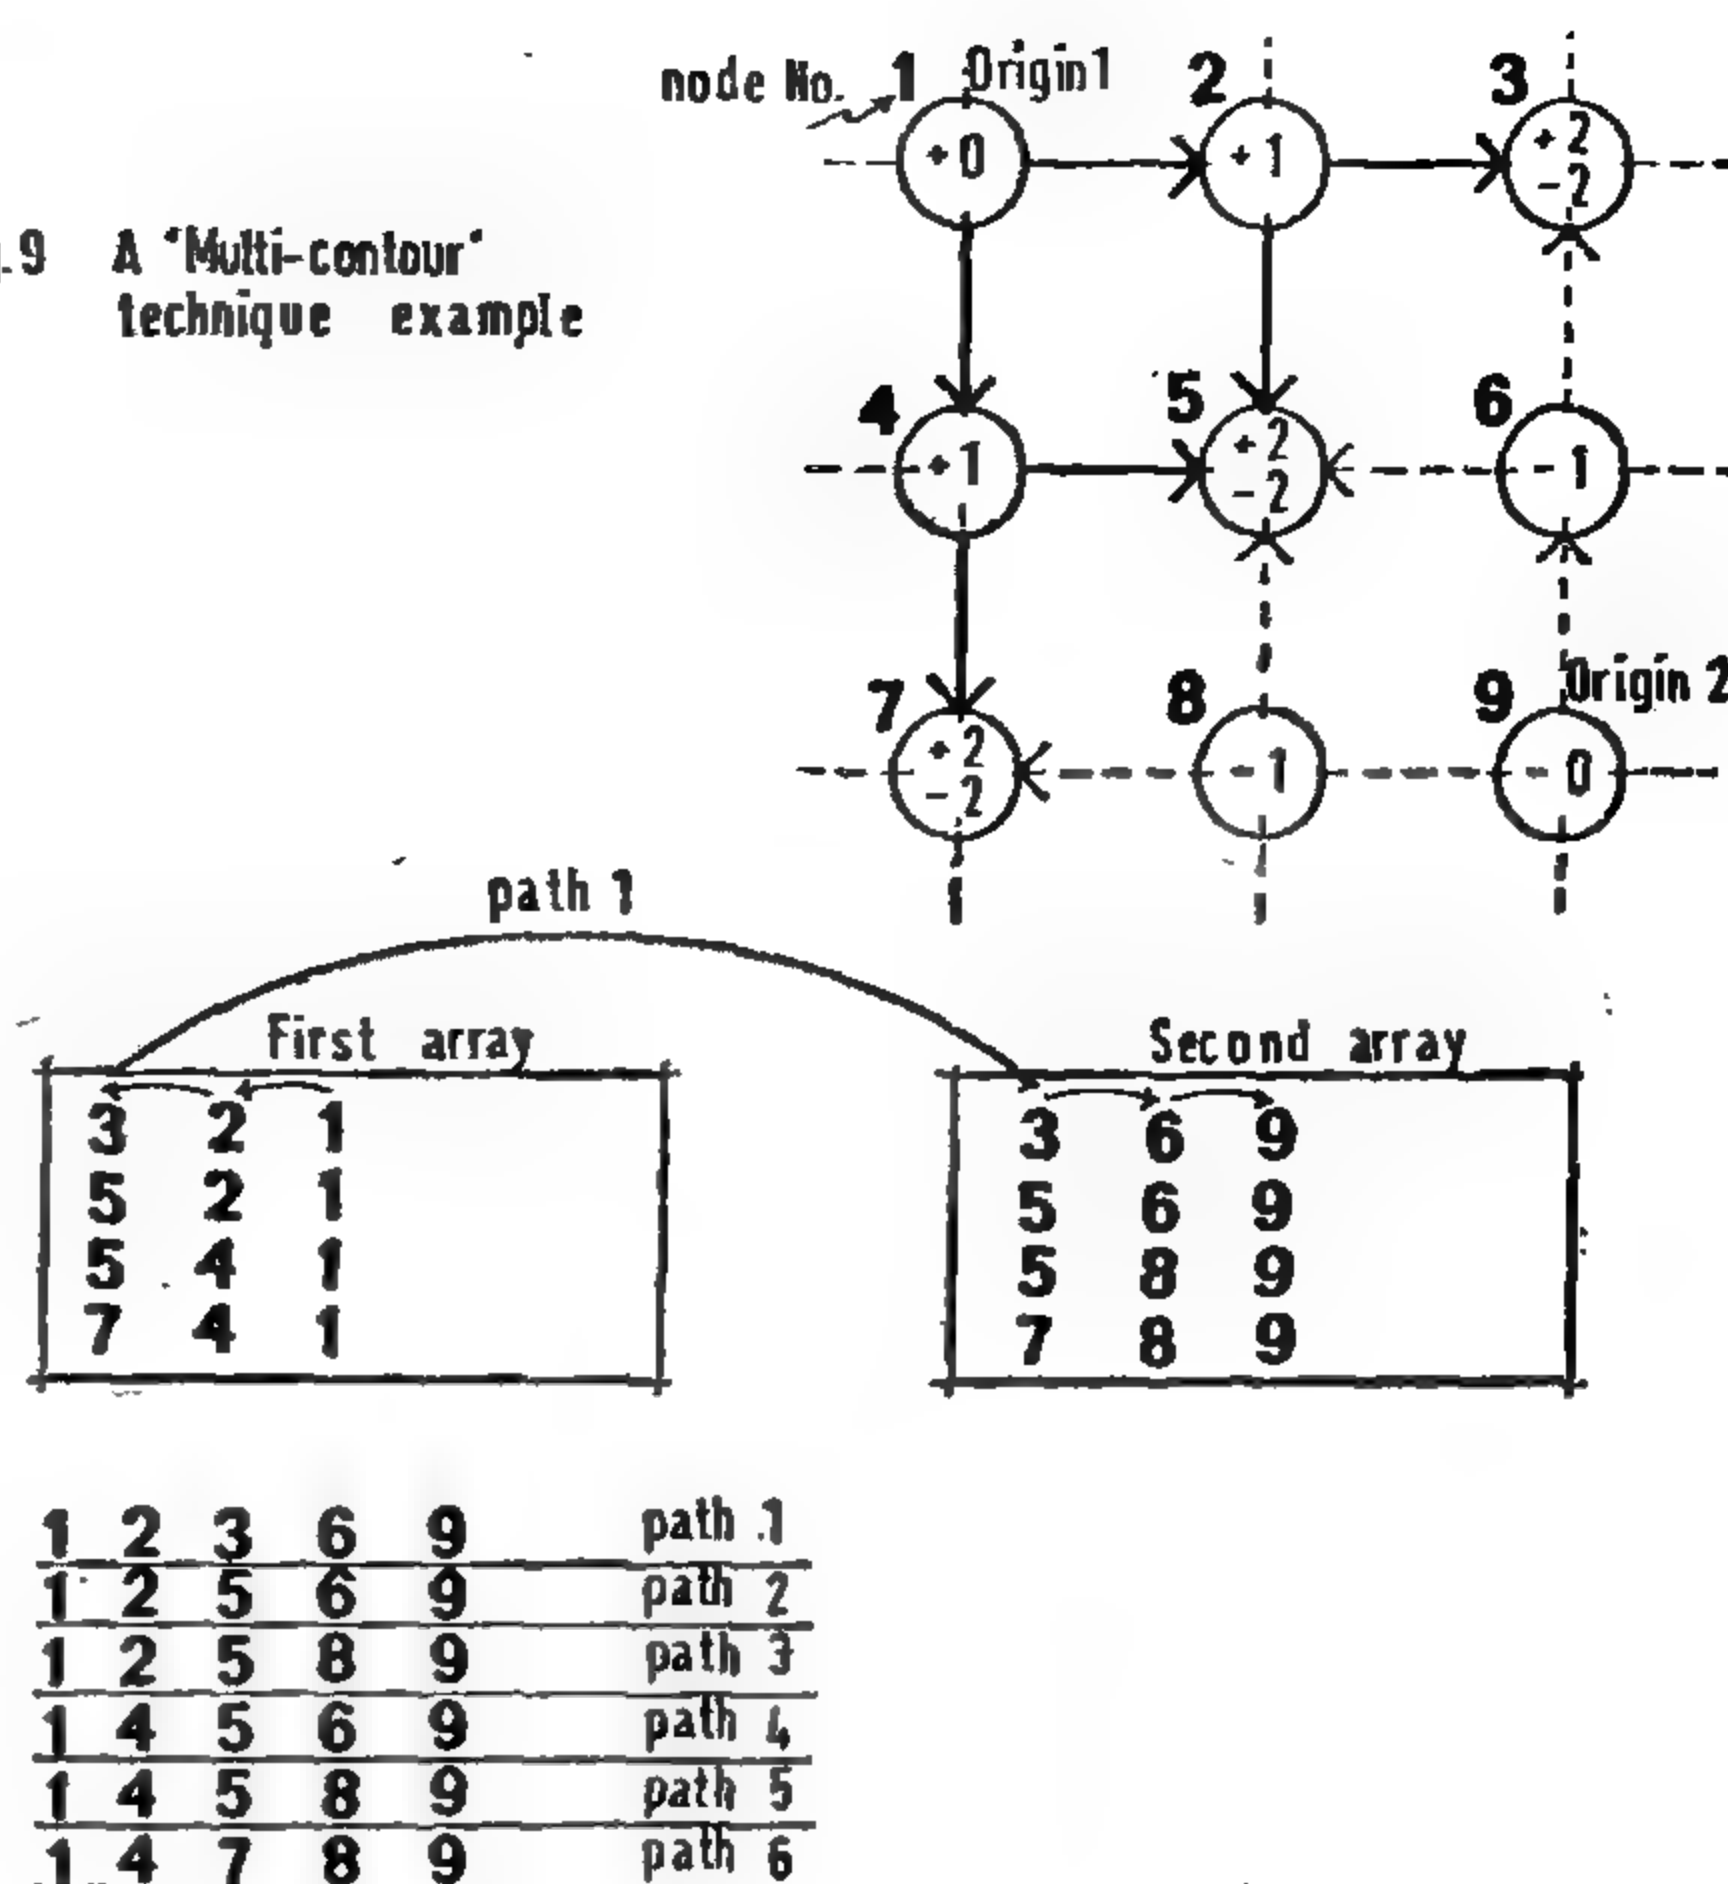 node No. 1 Origin1 2 3
+0 +1 +2
-2
.9 A "Multi-contour"
technique example
4 5 6
+1 +2 -1
-2
7 8 9 Origin 2
+2 -1 -0
-2
path 1
First array
3 2 1
5 2 1
5 4 1
7 4 1
Second array
3 6 9
5 6 9
5 8 9
7 8 9
1 2 3 6 9 path 1
1 2 5 6 9 path 2
1 2 5 8 9 path 3
1 4 5 6 9 path 4
1 4 5 8 9 path 5
1 4 7 8 9 path 6